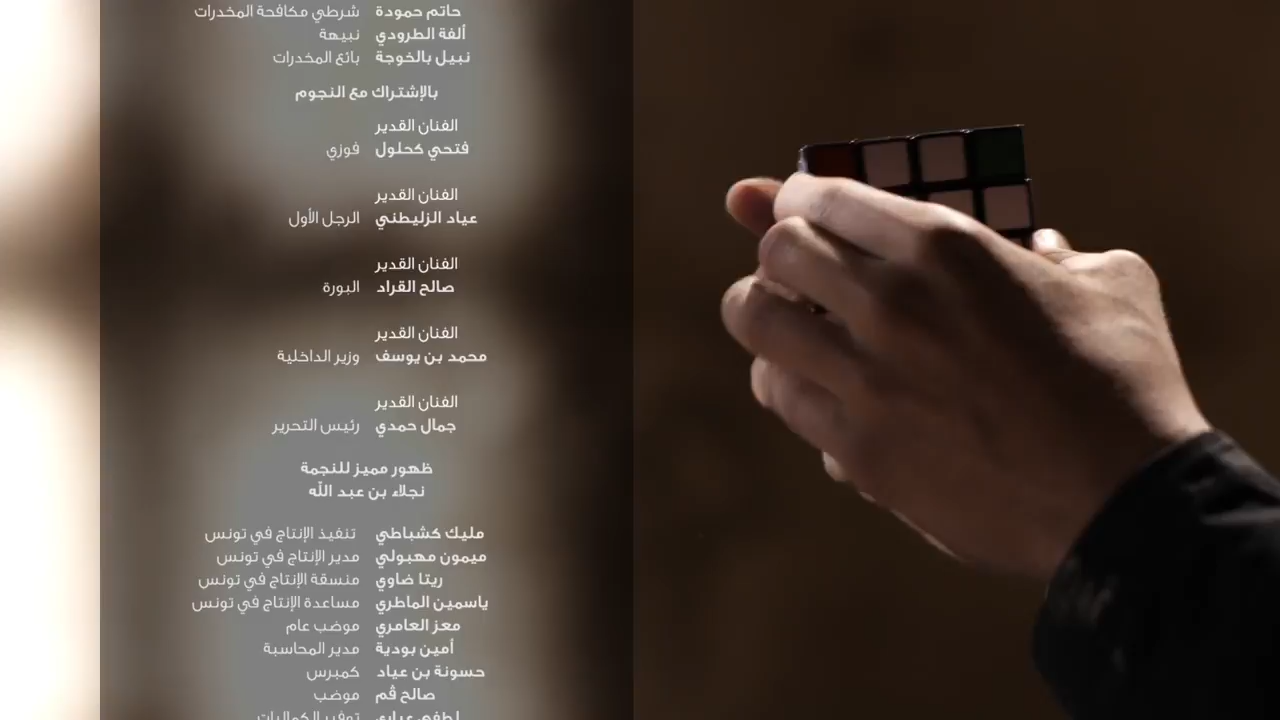 حاتم حمودة شرطي مكافحة المخدرات
ألفة الطرودي نبيهة
نبيل بالخوجة بائع المخدرات
بالإشتراك مع النجوم
الفنان القدير
فتحي كحلول فوزي
الفنان القدير
عياد الزليطني الرجل الأول
الفنان القدير
صالح القراد البورة
الفنان القدير
محمد بن يوسف وزير الداخلية
الفنان القدير
جمال حمدي رئيس التحرير
ظهور مميز للنجمة
نجلاء بن عبد اللّه
مليك كشباطي تنفيذ الإنتاج في تونس
ميمون مهبولي مدير الإنتاج في تونس
ريتا ضاوي منسقة الإنتاج في تونس
ياسمين الماطري مساعدة الإنتاج في تونس
معز العامري موضب عام
أمين بودية مدير المحاسبة
حسونة بن عياد كمبرس
صالح ڨم موضب
لطفي